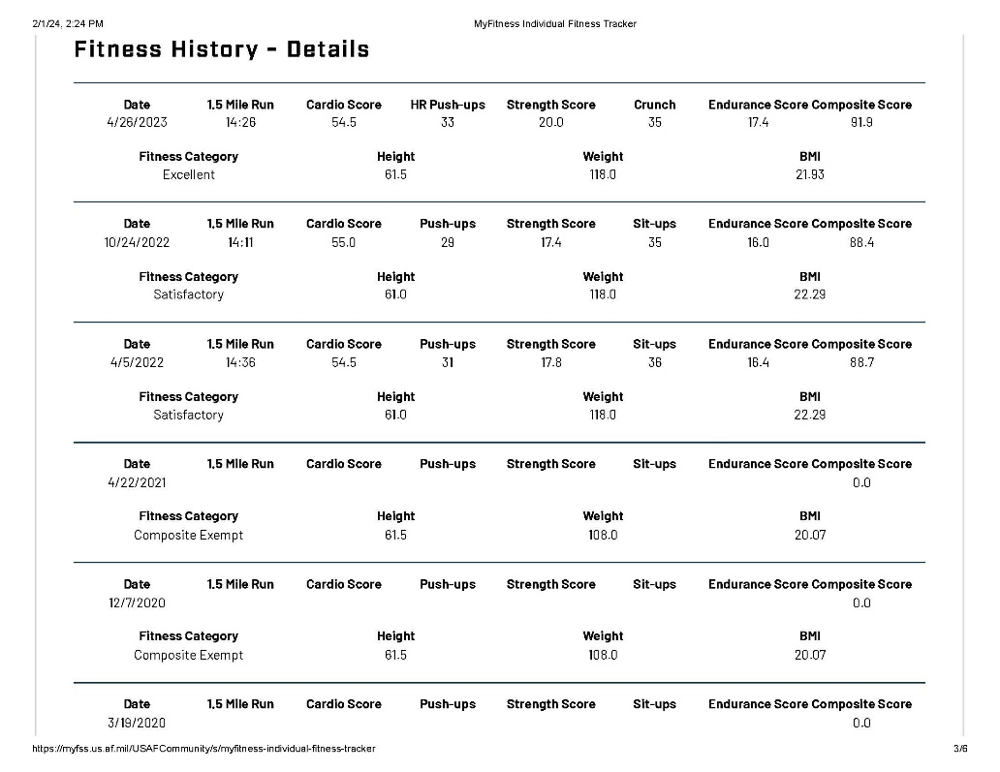 2/1/24, 2:24 PM MyFitness Individual Fitness Tracker
Fitness History - Details
Date 1.5 Mile Run Cardio Score HR Push-ups Strength Score Crunch Endurance Score Composite Score
4/26/2023 14:26 54.5 33 20.0 35 17.4 91.9
Fitness Category Height Weight BMI
Excellent 61.5 118.0 21.93
Date 1.5 Mile Run Cardio Score Push-ups Strength Score Sit-ups Endurance Score Composite Score
10/24/2022 14:11 55.0 29 17.4 35 16.0 88.4
Fitness Category Height Weight BMI
Satisfactory 61.0 118.0 22.29
Date 1.5 Mile Run Cardio Score Push-ups Strength Score Sit-ups Endurance Score Composite Score
4/5/2022 14:36 54.5 31 17.8 36 16.4 88.7
Fitness Category Height Weight BMI
Satisfactory 61.0 118.0 22.29
Date 1.5 Mile Run Cardio Score Push-ups Strength Score Sit-ups Endurance Score Composite Score
4/22/2021 0.0
Fitness Category Height Weight BMI
Composite Exempt 61.5 108.0 20.07
Date 1.5 Mile Run Cardio Score Push-ups Strength Score Sit-ups Endurance Score Composite Score
12/7/2020 0.0
Fitness Category Height Weight BMI
Composite Exempt 61.5 108.0 20.07
Date 1.5 Mile Run Cardio Score Push-ups Strength Score Sit-ups Endurance Score Composite Score
3/19/2020 0.0
https://myfss.us.af.mil/USAFCommunity/s/myfitness-individual-fitness-tracker 3/6